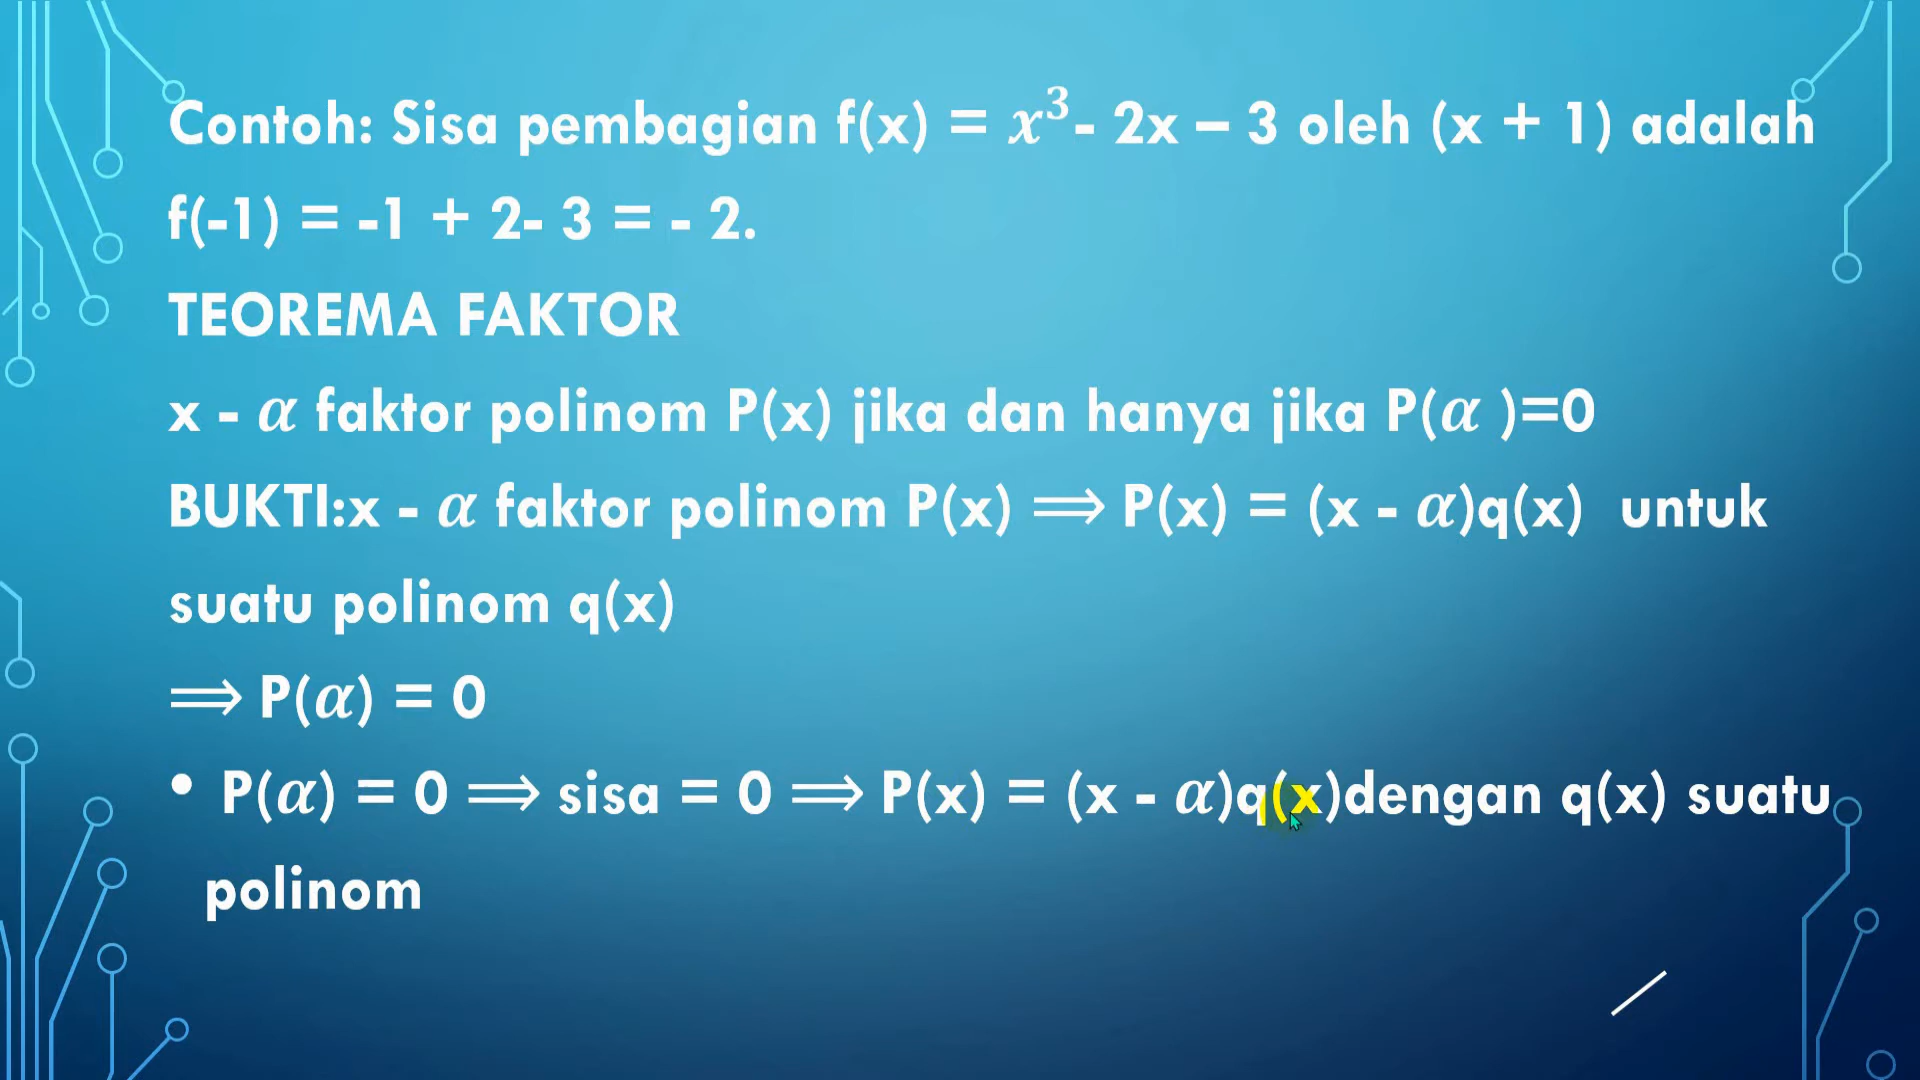 Contoh: Sisa pembagian f(x) = 𝑥³- 2x – 3 oleh (x + 1) adalah
f(-1) = -1 + 2- 3 = - 2.
TEOREMA FAKTOR
x - 𝛼 faktor polinom P(x) jika dan hanya jika P(𝛼 )=0
BUKTI:x - 𝛼 faktor polinom P(x) ⟹ P(x) = (x - 𝛼)q(x) untuk
suatu polinom q(x)
⟹ P(𝛼) = 0
• P(𝛼) = 0 ⟹ sisa = 0 ⟹ P(x) = (x - 𝛼)q(x)dengan q(x) suatu
polinom